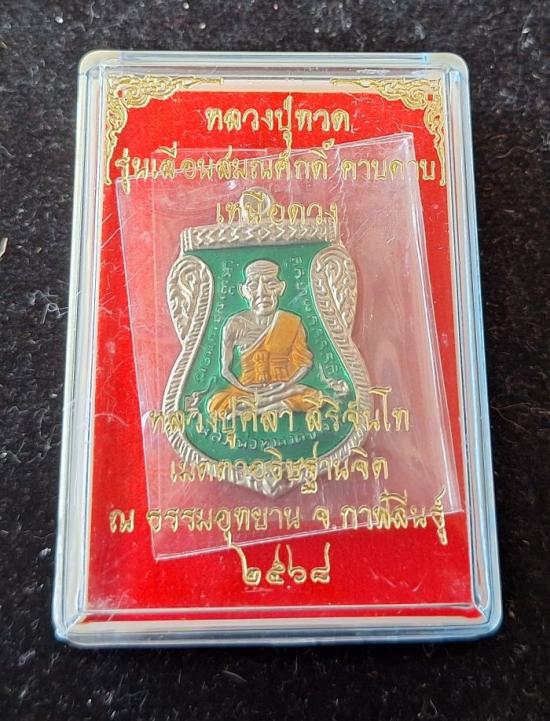 หลวงปู่ทวด
รุ่นเลื่อนสมณศักดิ์ คาบดาบ
เหนือดวง
หลวงปู่ศิลา สิริจันโท
เมตตาอธิษฐานจิต
ณ ธรรมอุทยาน จ.กาฬสินธุ์
๒๕๖๘